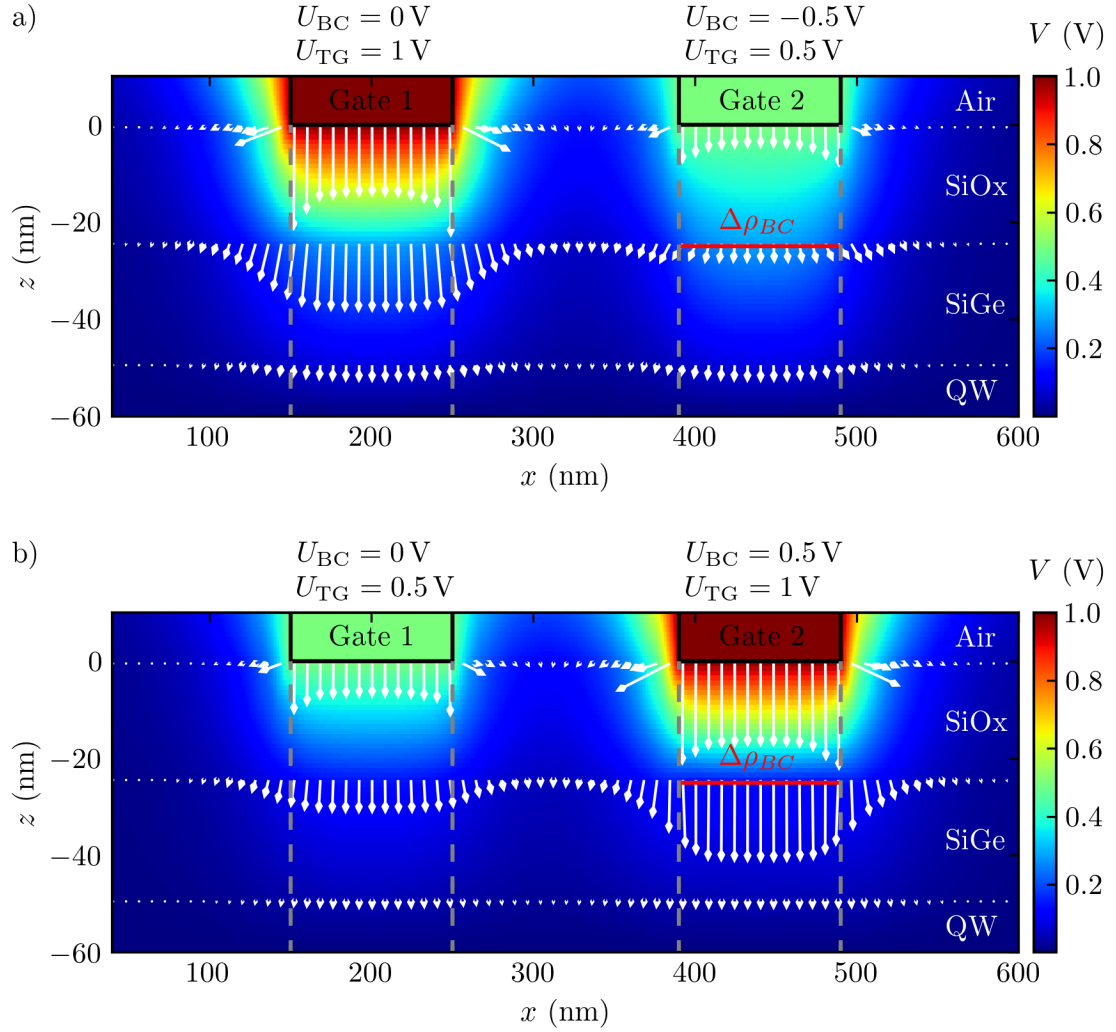 a)
U_BC = 0 V
U_TG = 1 V
U_BC = −0.5 V
U_TG = 0.5 V
V (V)
Gate 1
Gate 2
Air
SiOx
SiGe
QW
Δρ_BC
0
−20
−40
−60
z (nm)
100
200
300
400
500
600
x (nm)
1.0
0.8
0.6
0.4
0.2
b)
U_BC = 0 V
U_TG = 0.5 V
U_BC = 0.5 V
U_TG = 1 V
V (V)
Gate 1
Gate 2
Air
SiOx
SiGe
QW
Δρ_BC
0
−20
−40
−60
z (nm)
100
200
300
400
500
600
x (nm)
1.0
0.8
0.6
0.4
0.2